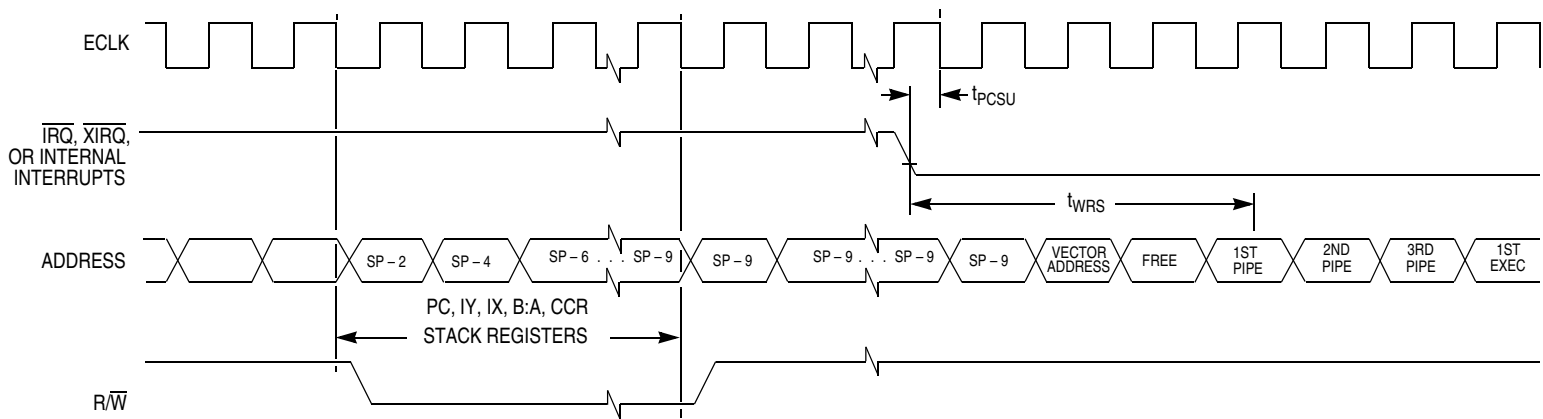 ECLK
tPCSU
IRQ, XIRQ,
OR INTERNAL
INTERRUPTS
tWRS
ADDRESS
SP – 2
SP – 4
SP – 6 . . . SP – 9
SP – 9
SP – 9 . . . SP – 9
SP – 9
VECTOR
ADDRESS
FREE
1ST
PIPE
2ND
PIPE
3RD
PIPE
1ST
EXEC
PC, IY, IX, B:A, CCR
STACK REGISTERS
R/W